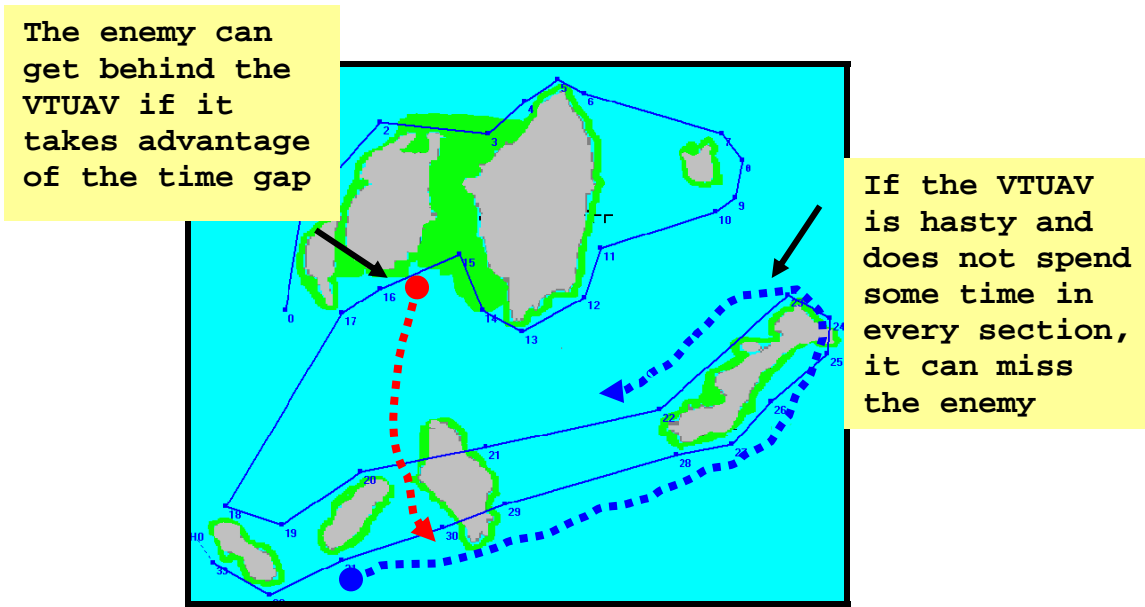 The enemy can
get behind the
VTUAV if it
takes advantage
of the time gap
If the VTUAV
is hasty and
does not spend
some time in
every section,
it can miss
the enemy
2
3
4
5
6
7
8
9
10
11
12
13
14
15
16
17
0
18
19
20
21
22
23
24
25
26
27
28
29
30
33